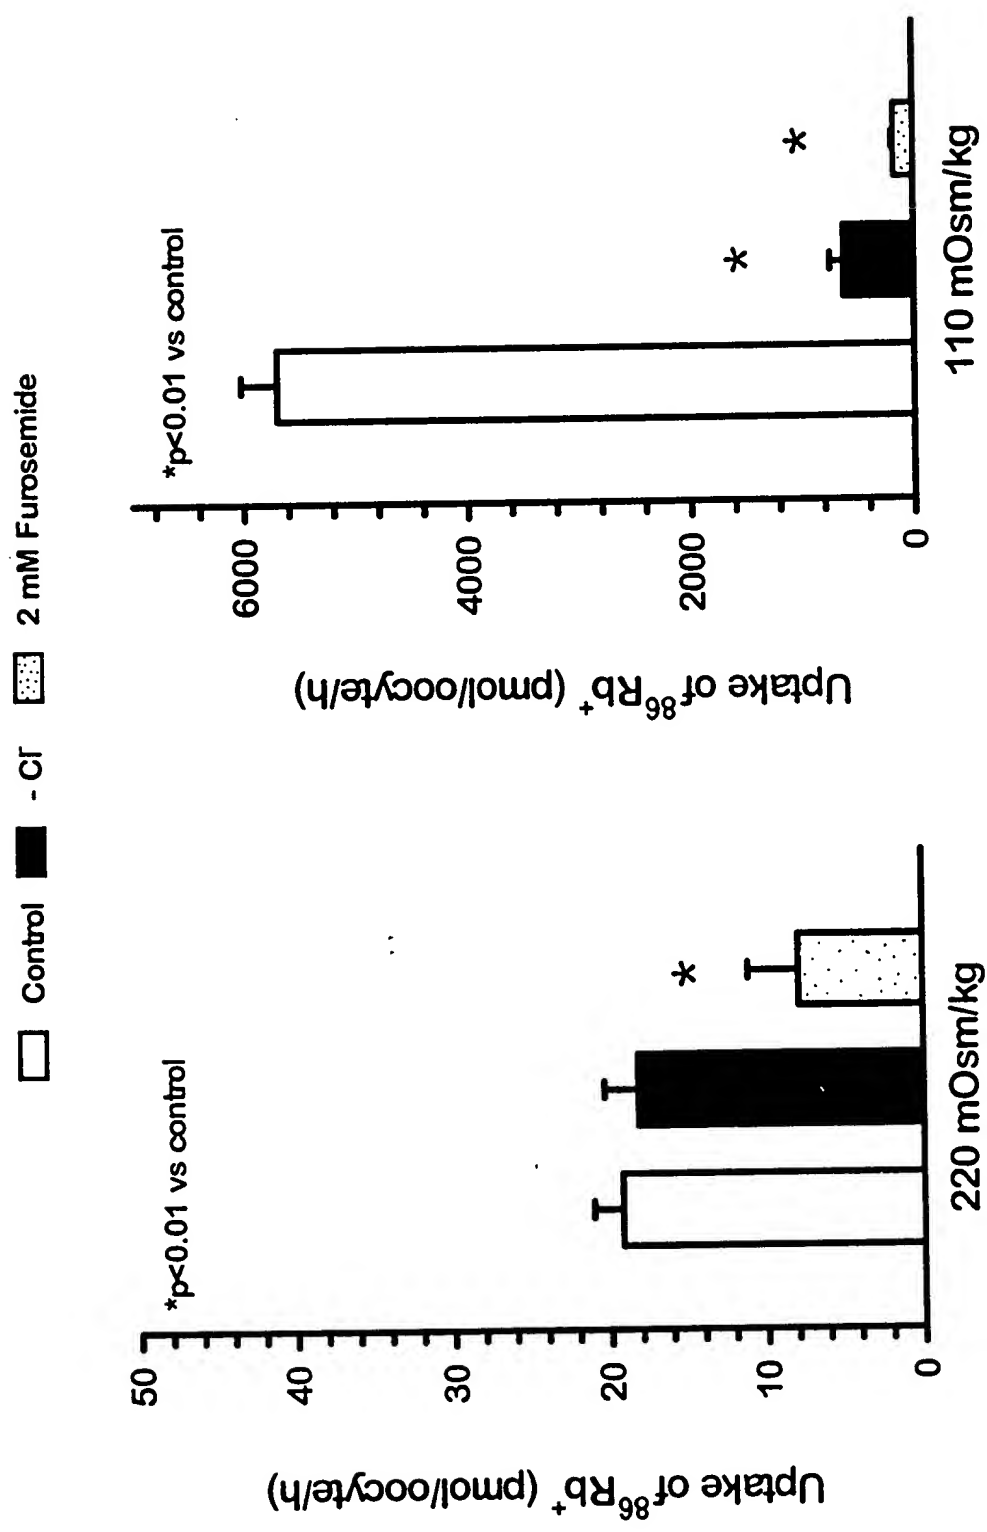 Control - Cl⁻ 2 mM Furosemide
*p<0.01 vs control
50
40
30
20
10
0
Uptake of ⁸⁶Rb⁺ (pmol/oocyte/h)
*
220 mOsm/kg
*p<0.01 vs control
6000
4000
2000
0
Uptake of ⁸⁶Rb⁺ (pmol/oocyte/h)
*
*
110 mOsm/kg